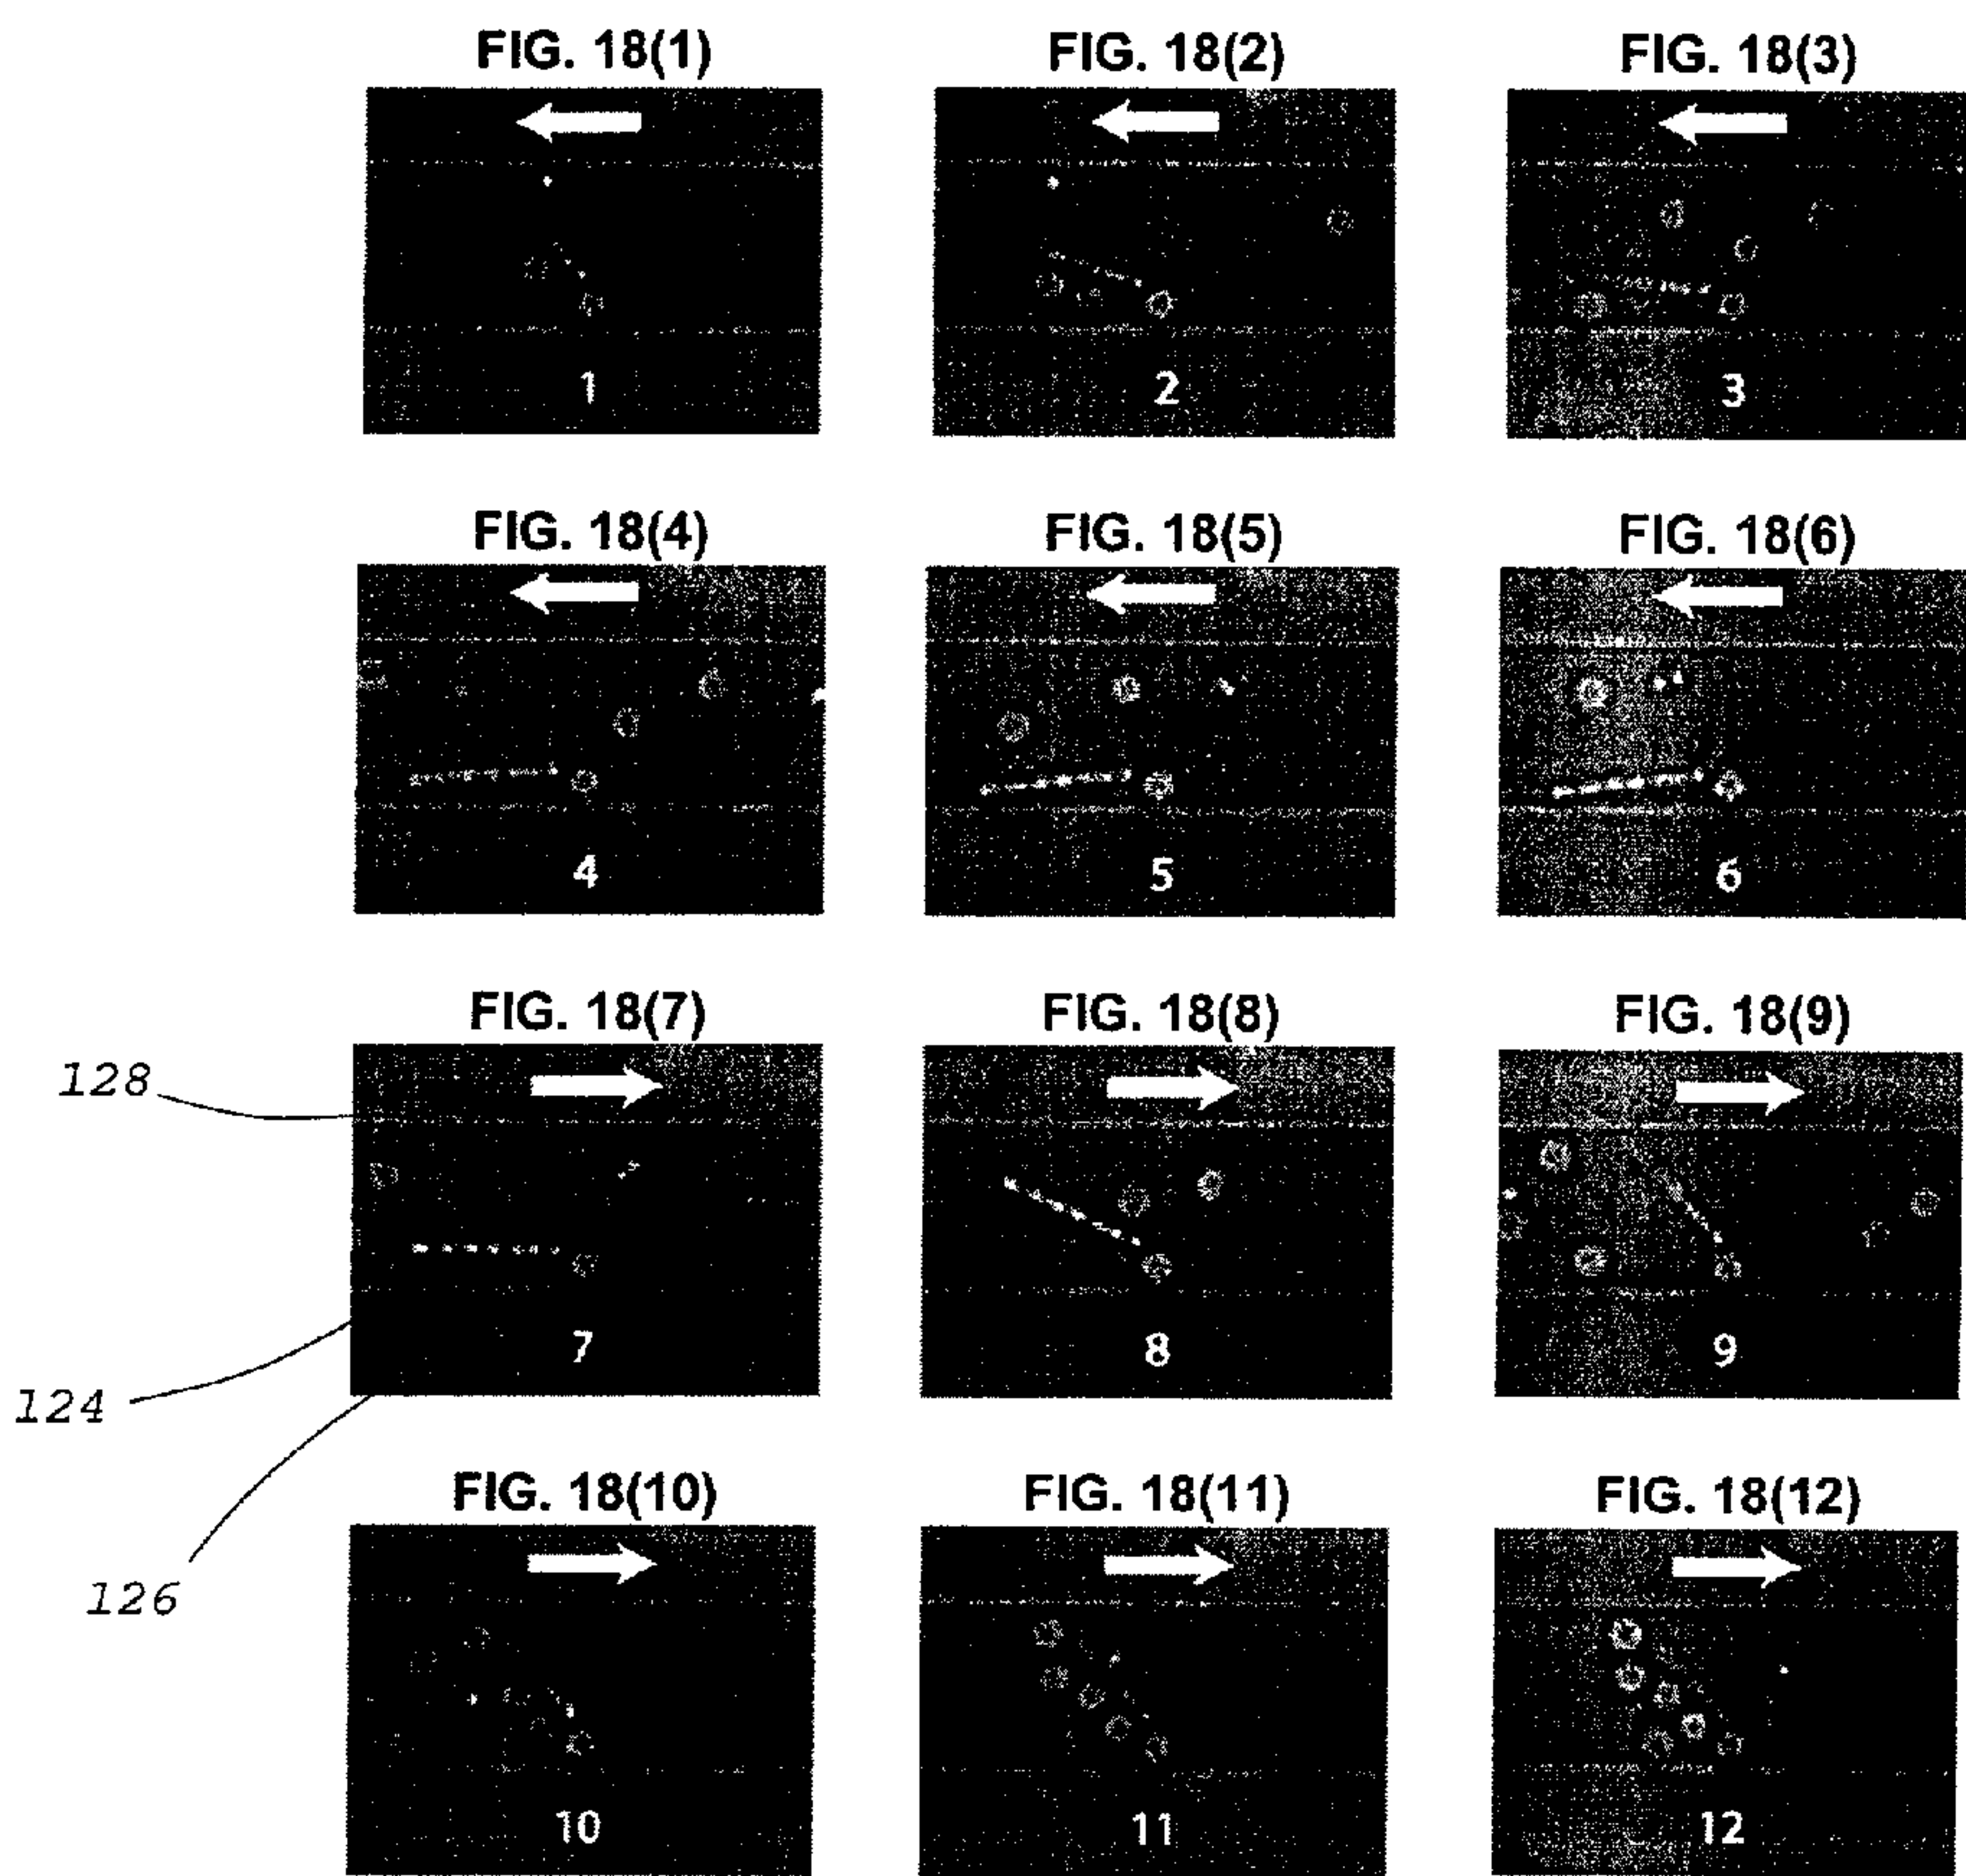 FIG. 18(1) FIG. 18(2) FIG. 18(3)
1 2 3
FIG. 18(4) FIG. 18(5) FIG. 18(6)
4 5 6
FIG. 18(7) FIG. 18(8) FIG. 18(9)
128
7 8 9
124
126
FIG. 18(10) FIG. 18(11) FIG. 18(12)
10 11 12